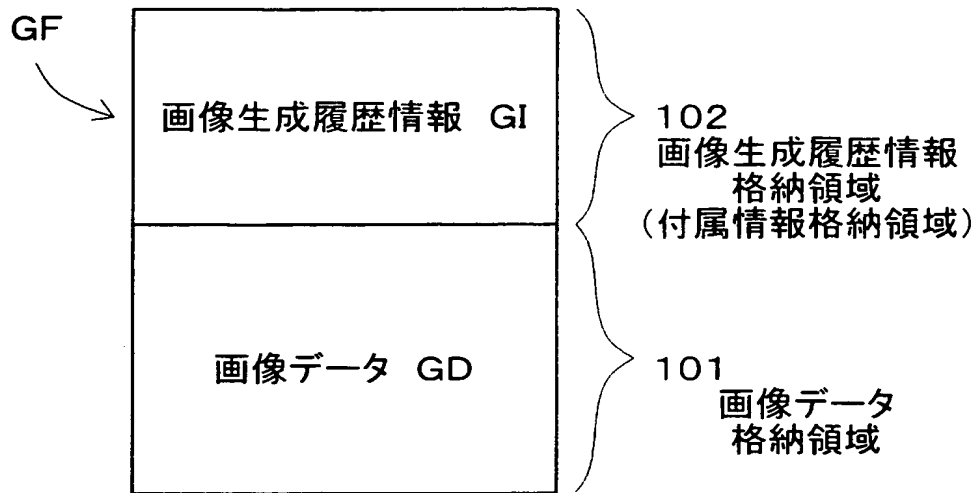 GF
画像生成履歴情報 GI
102
画像生成履歴情報
格納領域
(付属情報格納領域)
画像データ GD
101
画像データ
格納領域